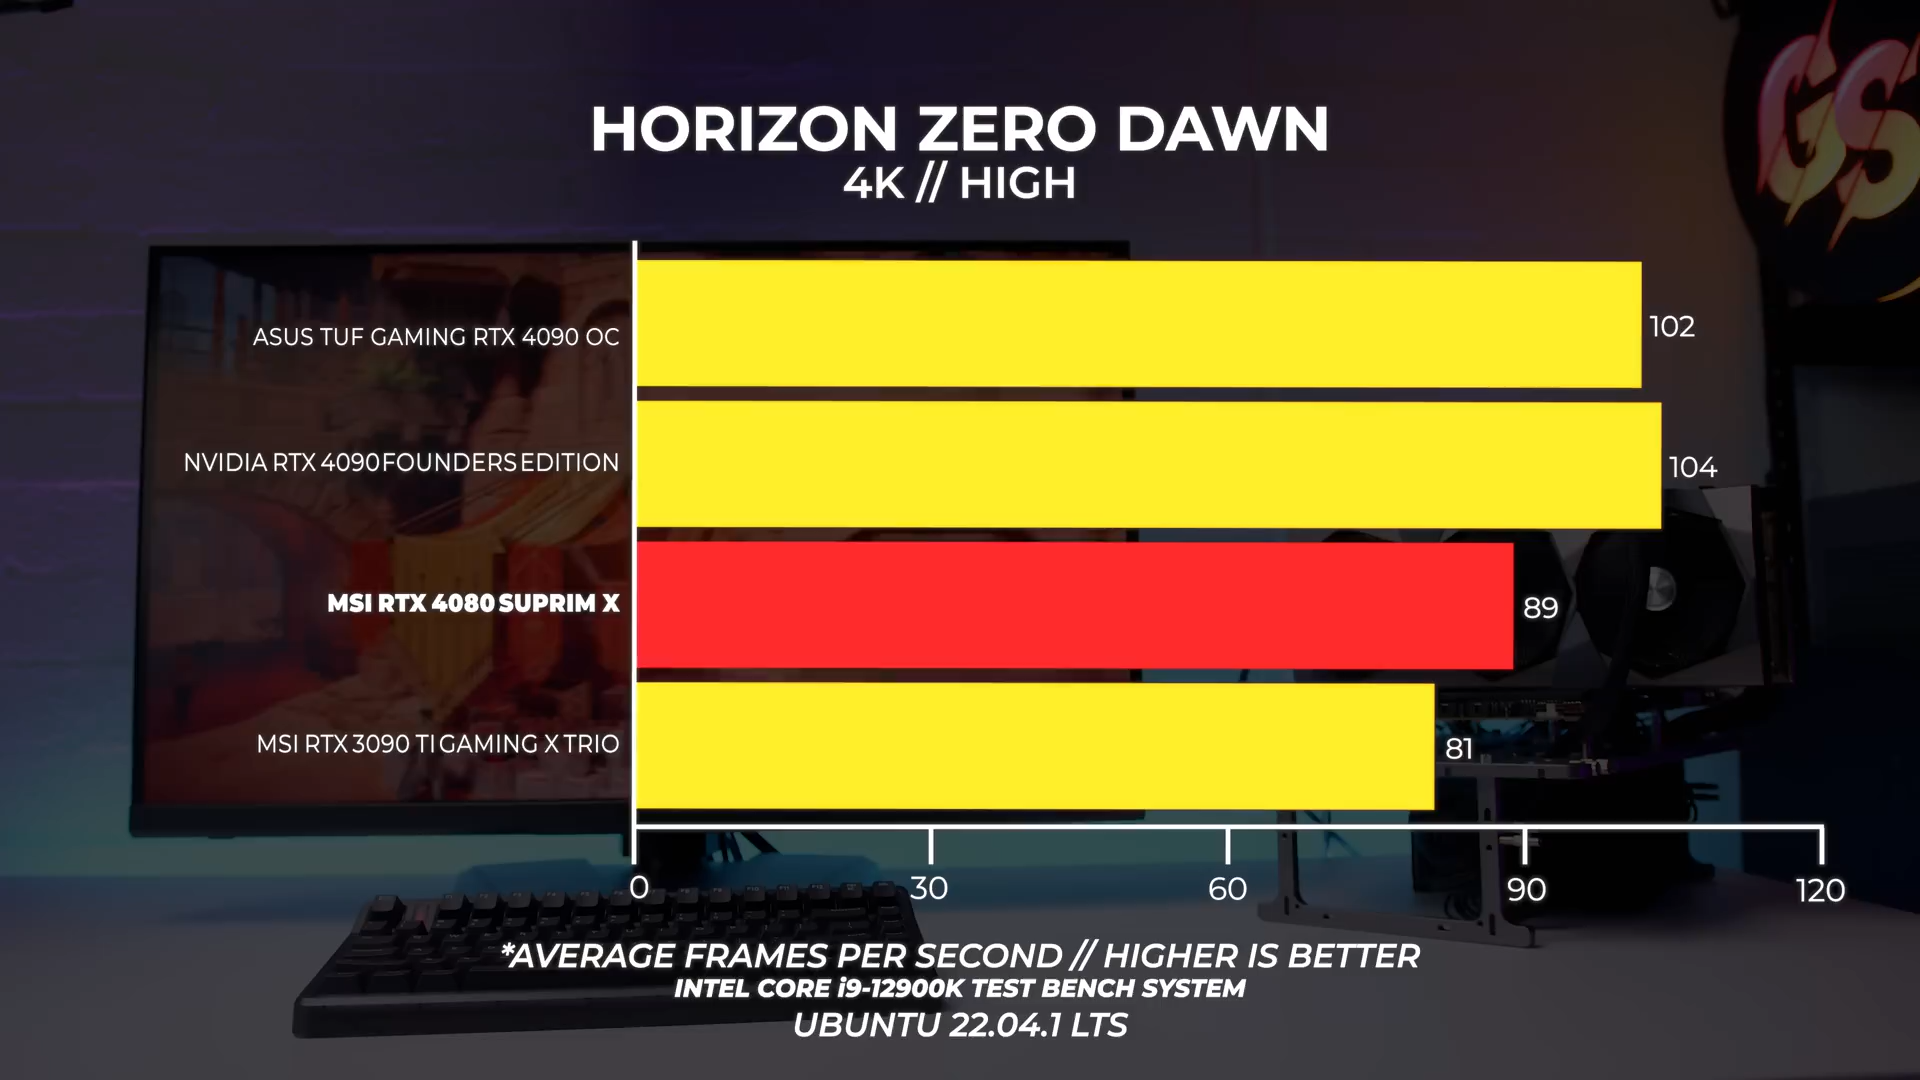 HORIZON ZERO DAWN
4K // HIGH
GS
ASUS TUF GAMING RTX 4090 OC
102
NVIDIA RTX 4090 FOUNDERS EDITION
104
MSI RTX 4080 SUPRIM X
89
MSI RTX 3090 TI GAMING X TRIO
81
0 30 60 90 120
*AVERAGE FRAMES PER SECOND // HIGHER IS BETTER
INTEL CORE i9-12900K TEST BENCH SYSTEM
UBUNTU 22.04.1 LTS